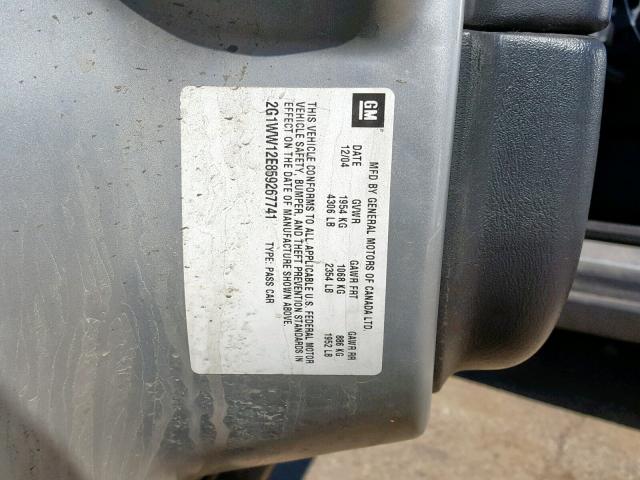 GM
MFD BY GENERAL MOTORS OF CANADA LTD
DATE GVWR GAWR FRT GAWR RR
12/04 1954 KG 1068 KG 886 KG
4306 LB 2354 LB 1952 LB
THIS VEHICLE CONFORMS TO ALL APPLICABLE U.S. FEDERAL MOTOR
VEHICLE SAFETY, BUMPER, AND THEFT PREVENTION STANDARDS IN
EFFECT ON THE DATE OF MANUFACTURE SHOWN ABOVE.
2G1WW12E859267741 TYPE: PASS CAR